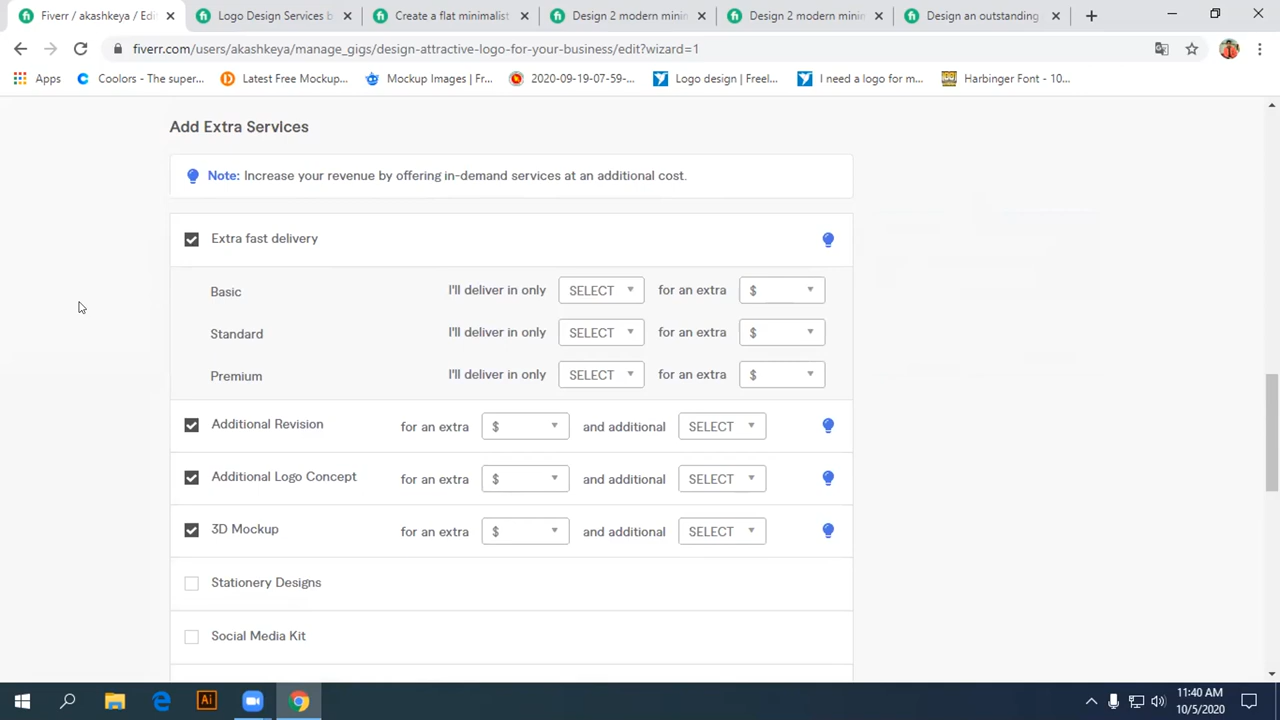 Fiverr / akashkeya / Edi
Logo Design Services b
Create a flat minimalist
Design 2 modern minin
Design 2 modern minin
Design an outstanding
fiverr.com/users/akashkeya/manage_gigs/design-attractive-logo-for-your-business/edit?wizard=1
Apps
Coolors - The super...
Latest Free Mockup...
Mockup Images | Fr...
2020-09-19-07-59-...
Logo design | Freel...
I need a logo for m...
Harbinger Font - 10...
Add Extra Services
Note: Increase your revenue by offering in-demand services at an additional cost.
Extra fast delivery
Basic I'll deliver in only SELECT for an extra $
Standard I'll deliver in only SELECT for an extra $
Premium I'll deliver in only SELECT for an extra $
Additional Revision for an extra $ and additional SELECT
Additional Logo Concept for an extra $ and additional SELECT
3D Mockup for an extra $ and additional SELECT
Stationery Designs
Social Media Kit
Ai
11:40 AM
10/5/2020